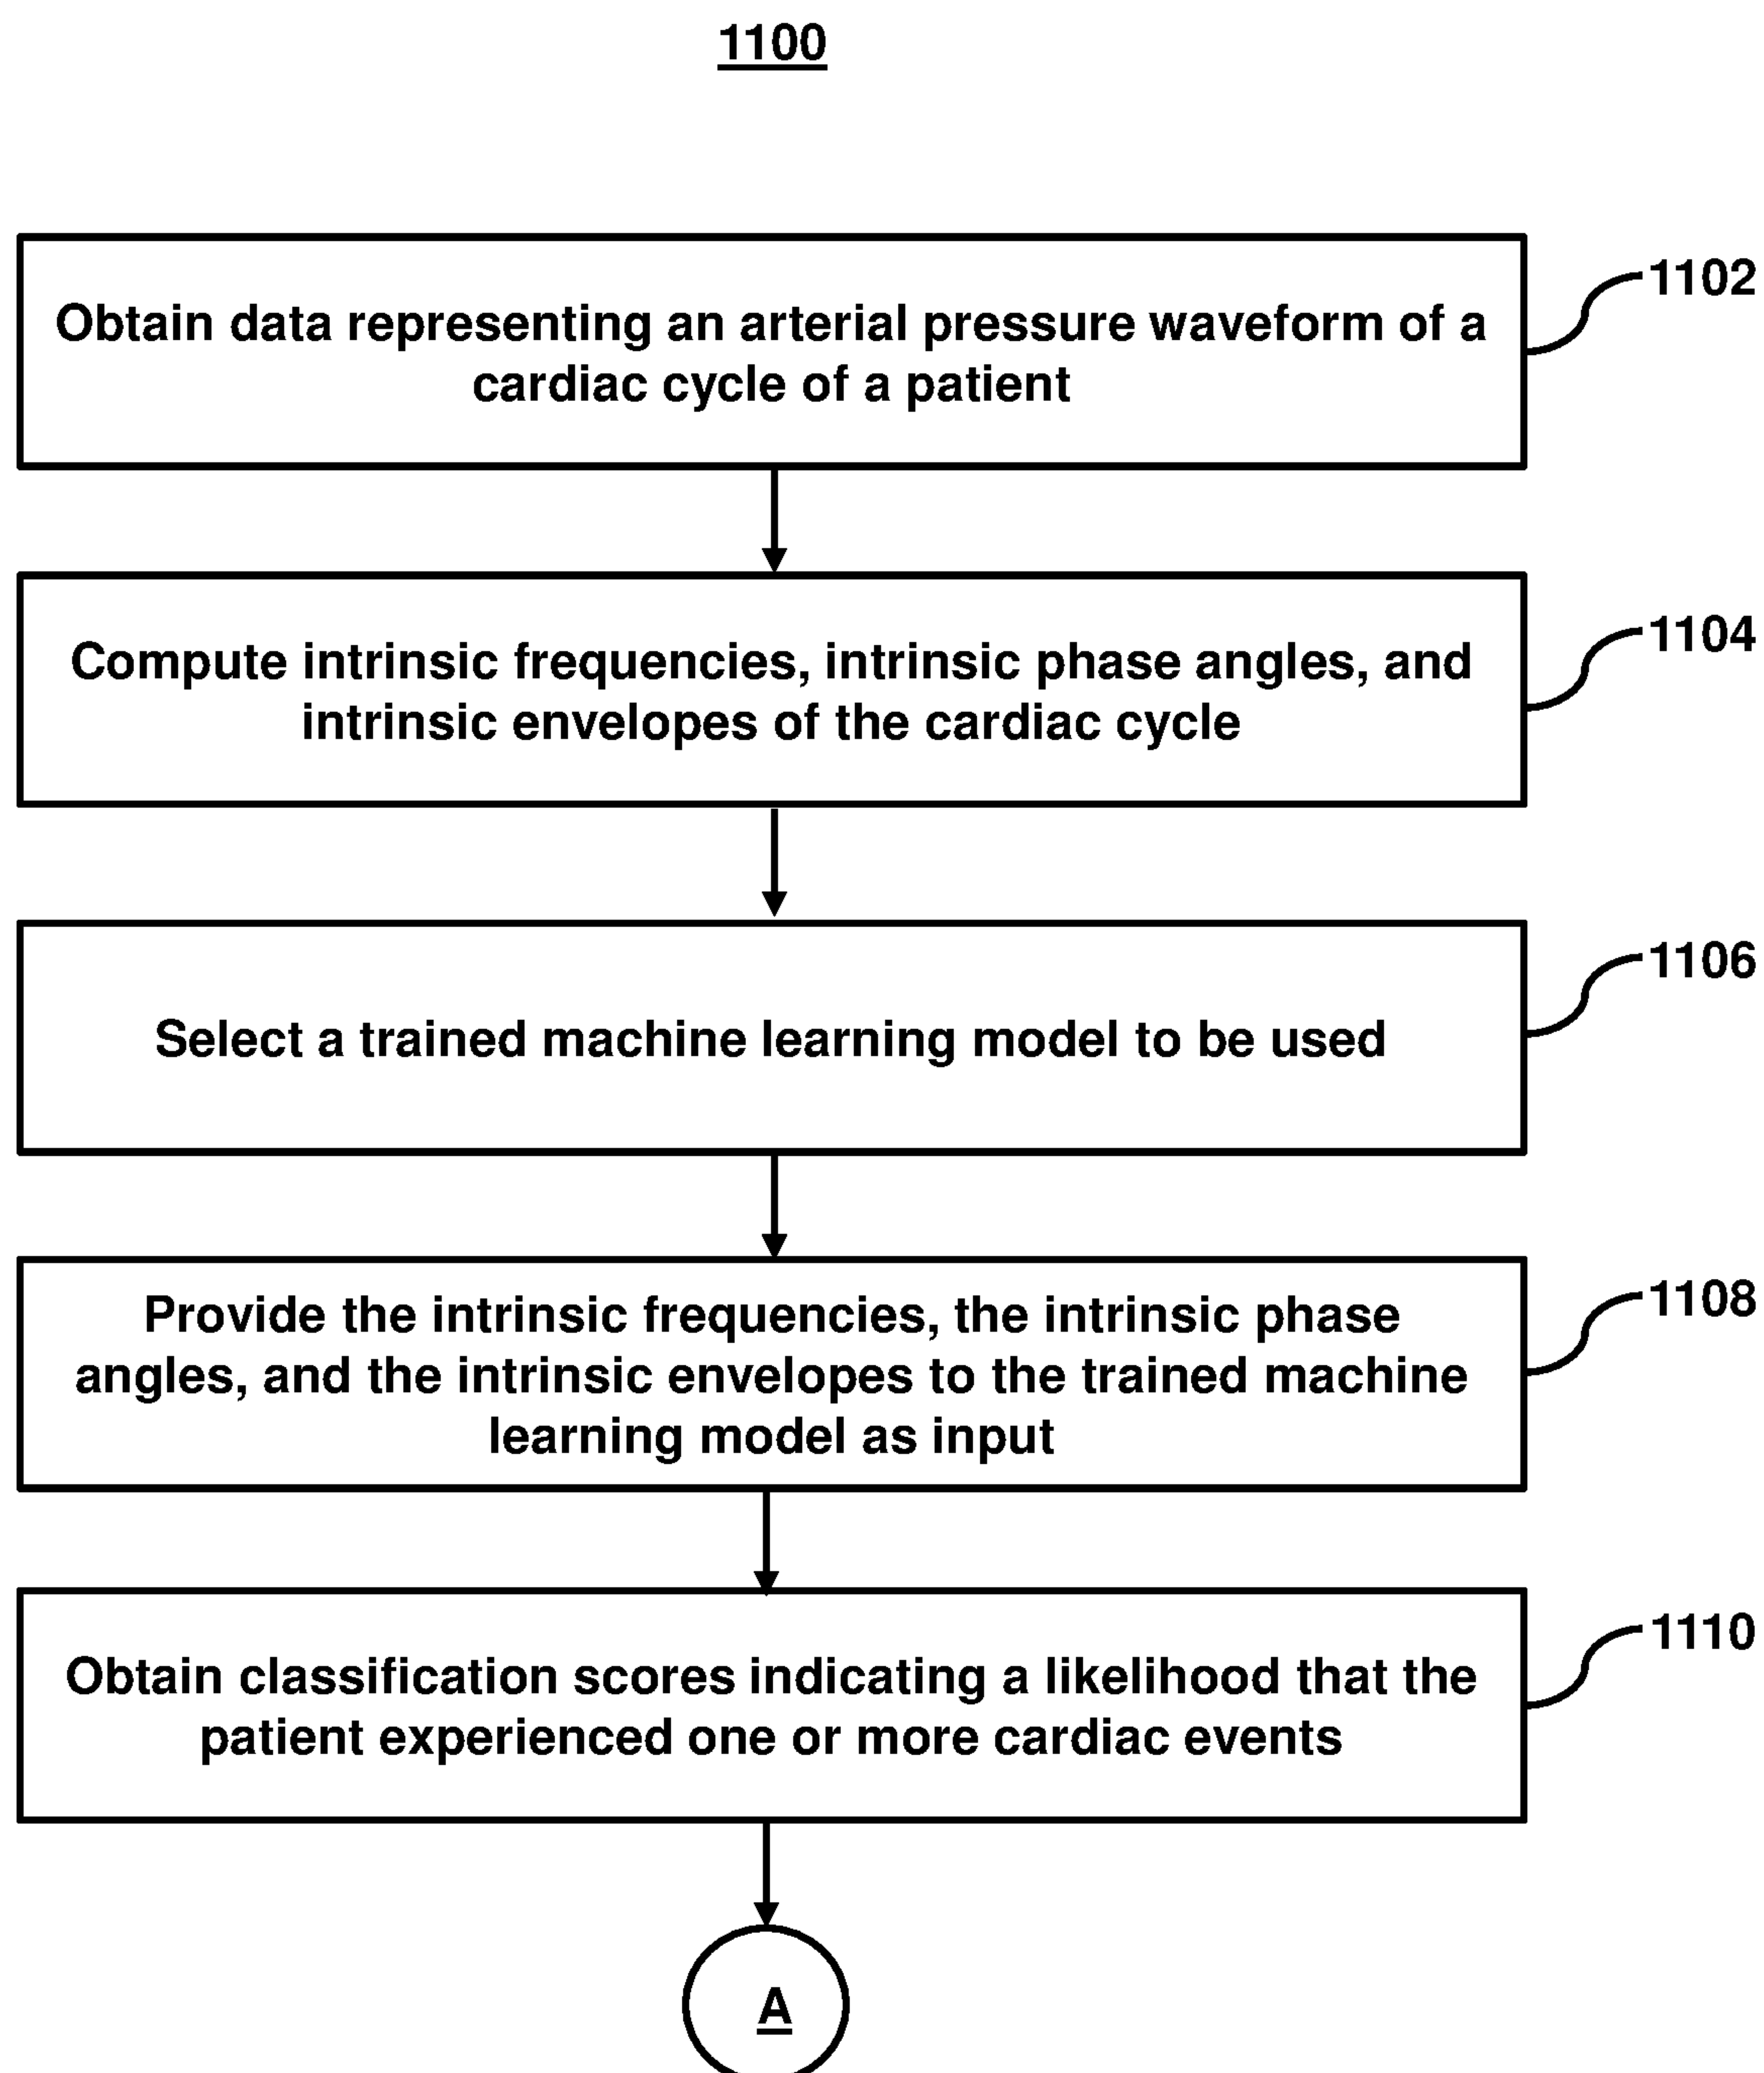 1100
Obtain data representing an arterial pressure waveform of a
cardiac cycle of a patient
1102
Compute intrinsic frequencies, intrinsic phase angles, and
intrinsic envelopes of the cardiac cycle
1104
Select a trained machine learning model to be used
1106
Provide the intrinsic frequencies, the intrinsic phase
angles, and the intrinsic envelopes to the trained machine
learning model as input
1108
Obtain classification scores indicating a likelihood that the
patient experienced one or more cardiac events
1110
A